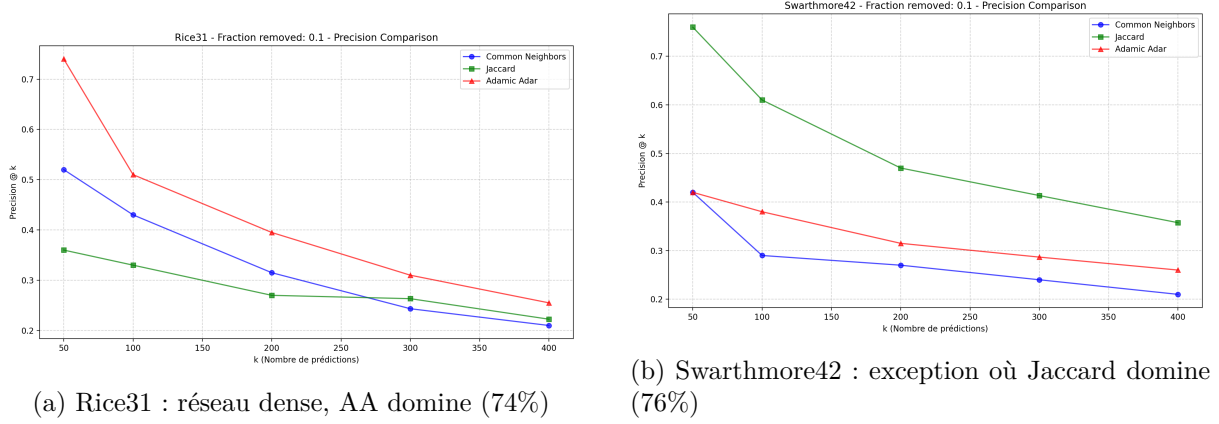 Rice31 - Fraction removed: 0.1 - Precision Comparison
Common Neighbors
Jaccard
Adamic Adar
0.7
0.6
0.5
0.4
0.3
0.2
Precision @ k
50
100
150
200
250
300
350
400
k (Nombre de prédictions)
(a) Rice31 : réseau dense, AA domine (74%)
Swarthmore42 - Fraction removed: 0.1 - Precision Comparison
Common Neighbors
Jaccard
Adamic Adar
0.7
0.6
0.5
0.4
0.3
0.2
Precision @ k
50
100
150
200
250
300
350
400
k (Nombre de prédictions)
(b) Swarthmore42 : exception où Jaccard domine
(76%)